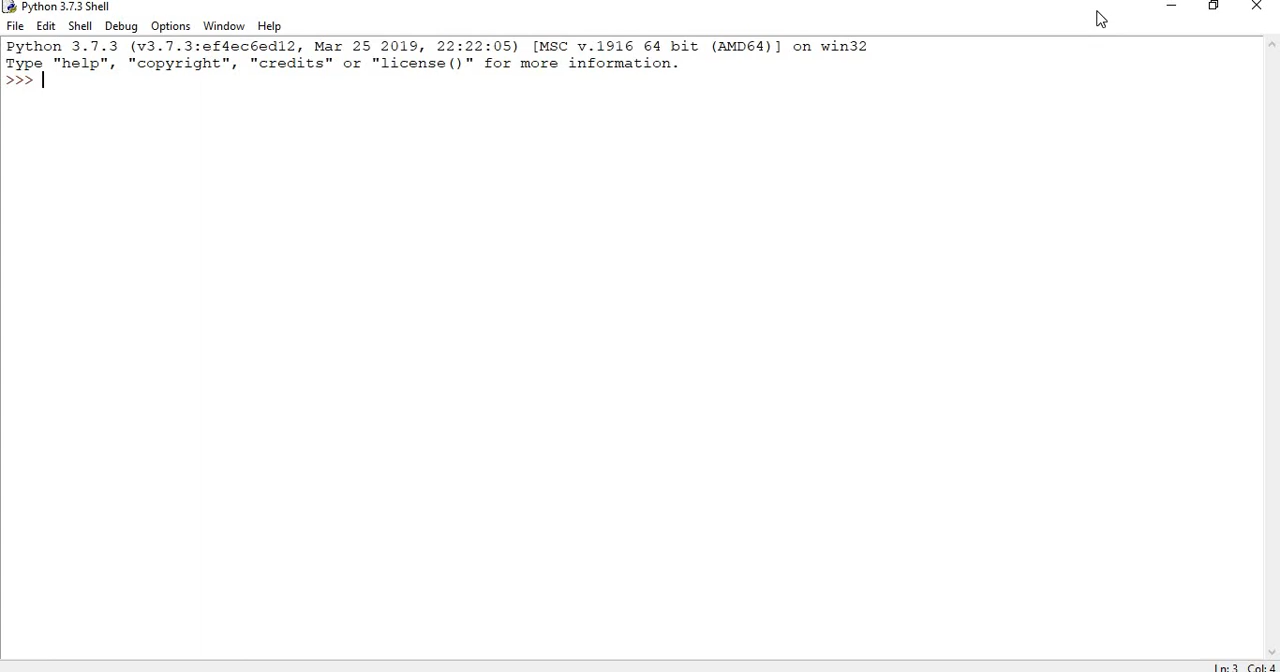 Python 3.7.3 Shell
File Edit Shell Debug Options Window Help
Python 3.7.3 (v3.7.3:ef4ec6ed12, Mar 25 2019, 22:22:05) [MSC v.1916 64 bit (AMD64)] on win32
Type "help", "copyright", "credits" or "license()" for more information.
>>>
Ln: 3 Col: 4